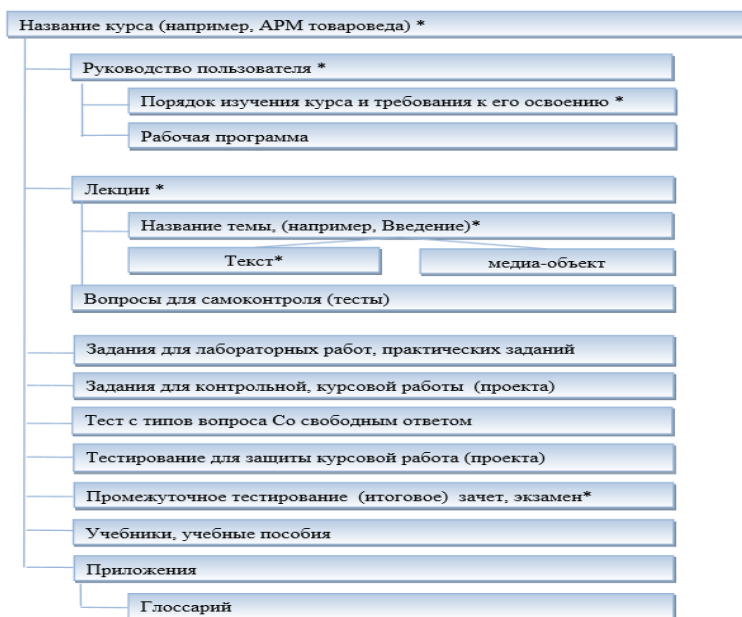 Название курса (например, АРМ товароведа) *
Руководство пользователя *
Порядок изучения курса и требования к его освоению *
Рабочая программа
Лекции *
Название темы, (например, Введение)*
Текст*
медиа-объект
Вопросы для самоконтроля (тесты)
Задания для лабораторных работ, практических заданий
Задания для контрольной, курсовой работы (проекта)
Тест с типов вопроса Со свободным ответом
Тестирование для защиты курсовой работа (проекта)
Промежуточное тестирование (итоговое) зачет, экзамен*
Учебники, учебные пособия
Приложения
Глоссарий